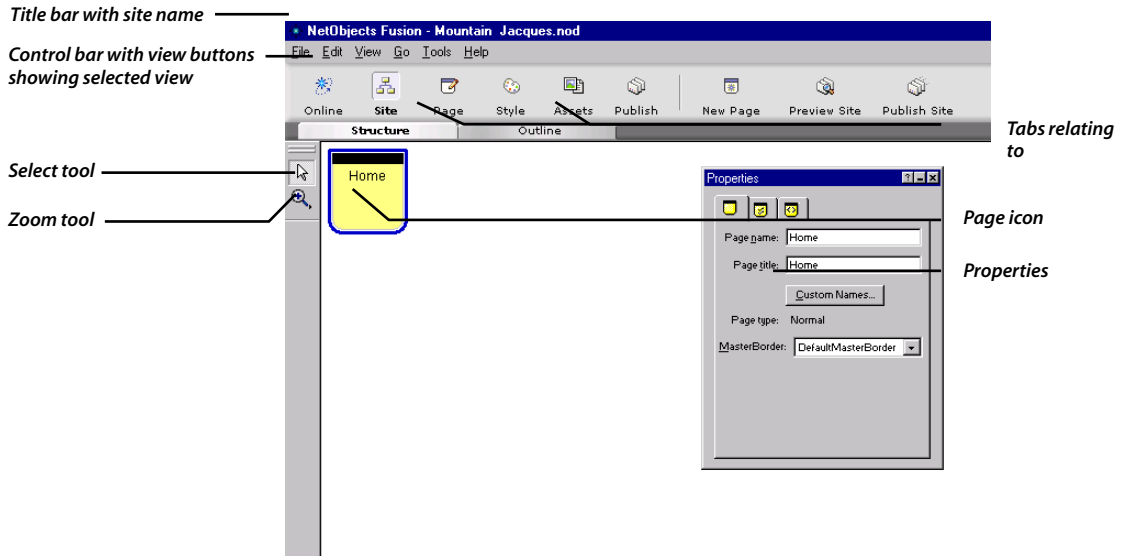 Title bar with site name
NetObjects Fusion - Mountain Jacques.nod
Control bar with view buttons
showing selected view
File Edit View Go Tools Help
Online Site Page Style Assets Publish New Page Preview Site Publish Site
Structure Outline
Tabs relating
to
Select tool
Zoom tool
Home
Properties
Page name: Home
Page title: Home
Custom Names...
Page type: Normal
MasterBorder: DefaultMasterBorder
Page icon
Properties